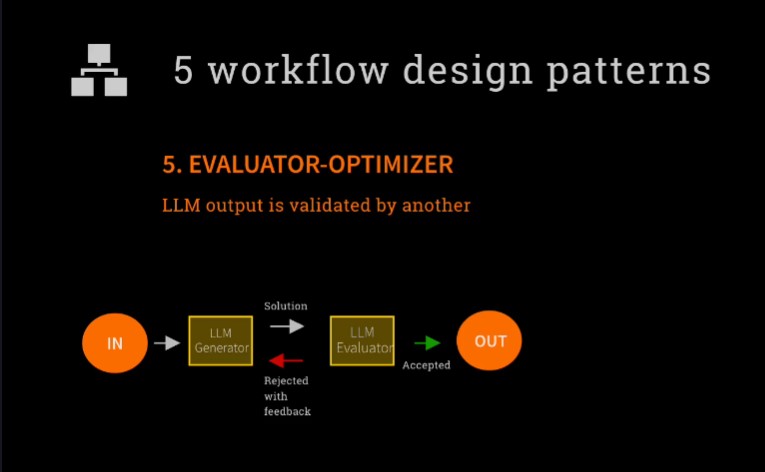 5 workflow design patterns
5. EVALUATOR-OPTIMIZER
LLM output is validated by another
IN
LLM
Generator
Solution
Rejected
with
feedback
LLM
Evaluator
Accepted
OUT